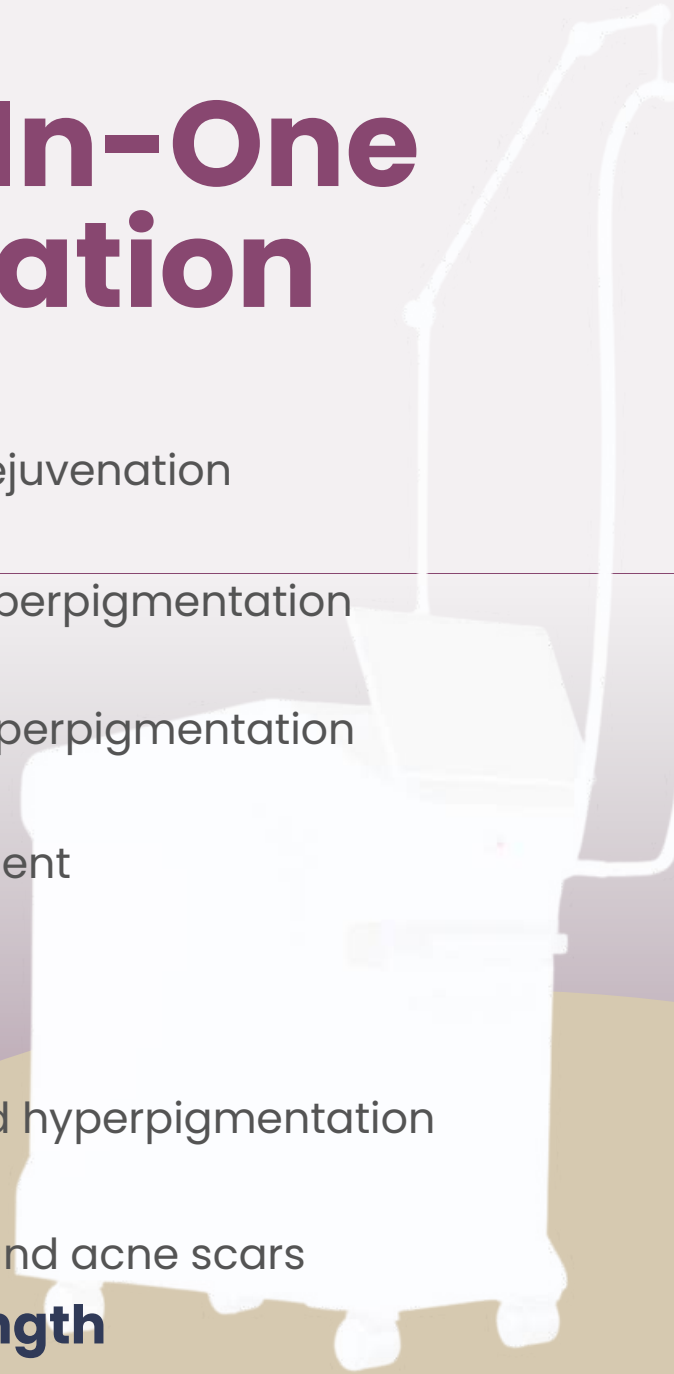 In-One
ation
ejuvenation
perpigmentation
perpigmentation
ent
d hyperpigmentation
nd acne scars
ngth